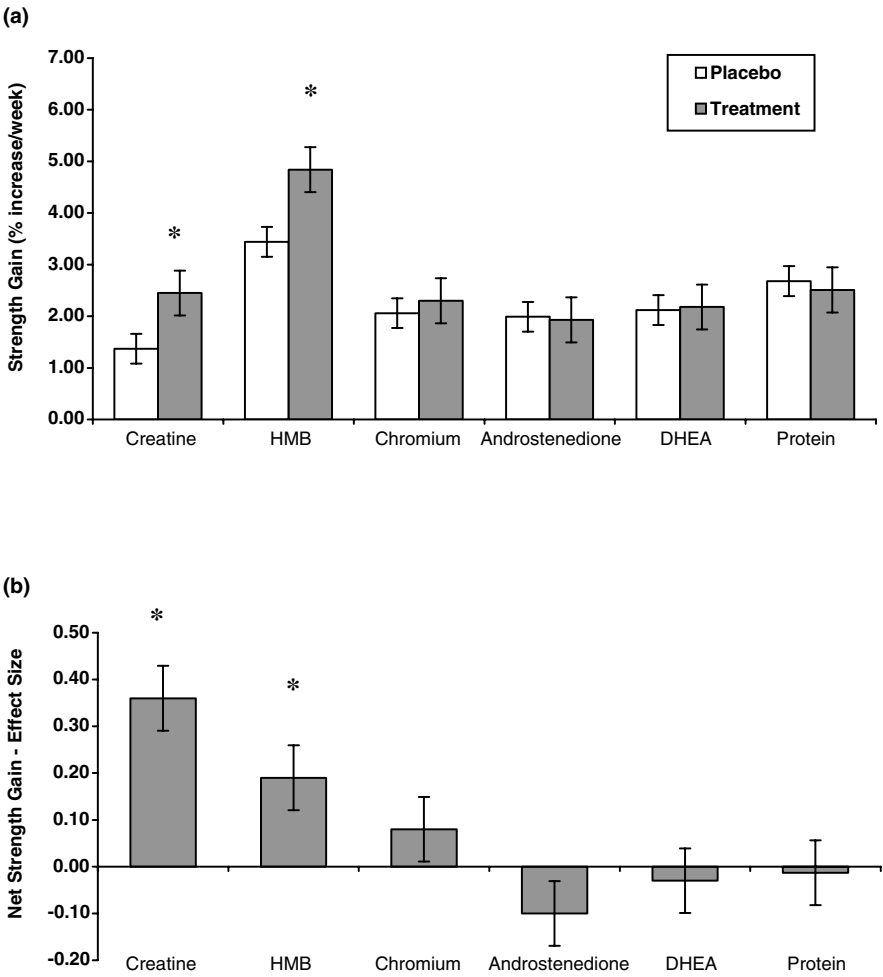 (a)
7.00
6.00
5.00
4.00
3.00
2.00
1.00
0.00
Strength Gain (% increase/week)
Placebo
Treatment
*
*
Creatine HMB Chromium Androstenedione DHEA Protein
(b)
0.50
0.40
0.30
0.20
0.10
0.00
-0.10
-0.20
Net Strength Gain - Effect Size
*
*
Creatine HMB Chromium Androstenedione DHEA Protein